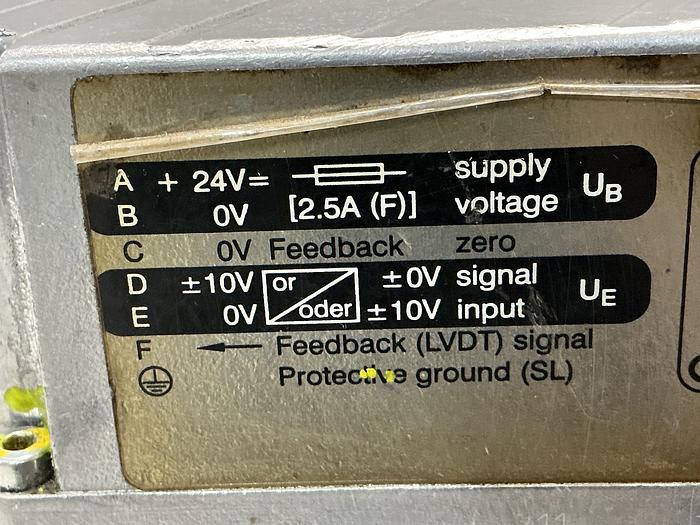 A + 24V= supply
B 0V [2.5A (F)] voltage UB
C 0V Feedback zero
D ±10V or ±0V signal
E 0V oder ±10V input UE
F Feedback (LVDT) signal
Protective ground (SL)